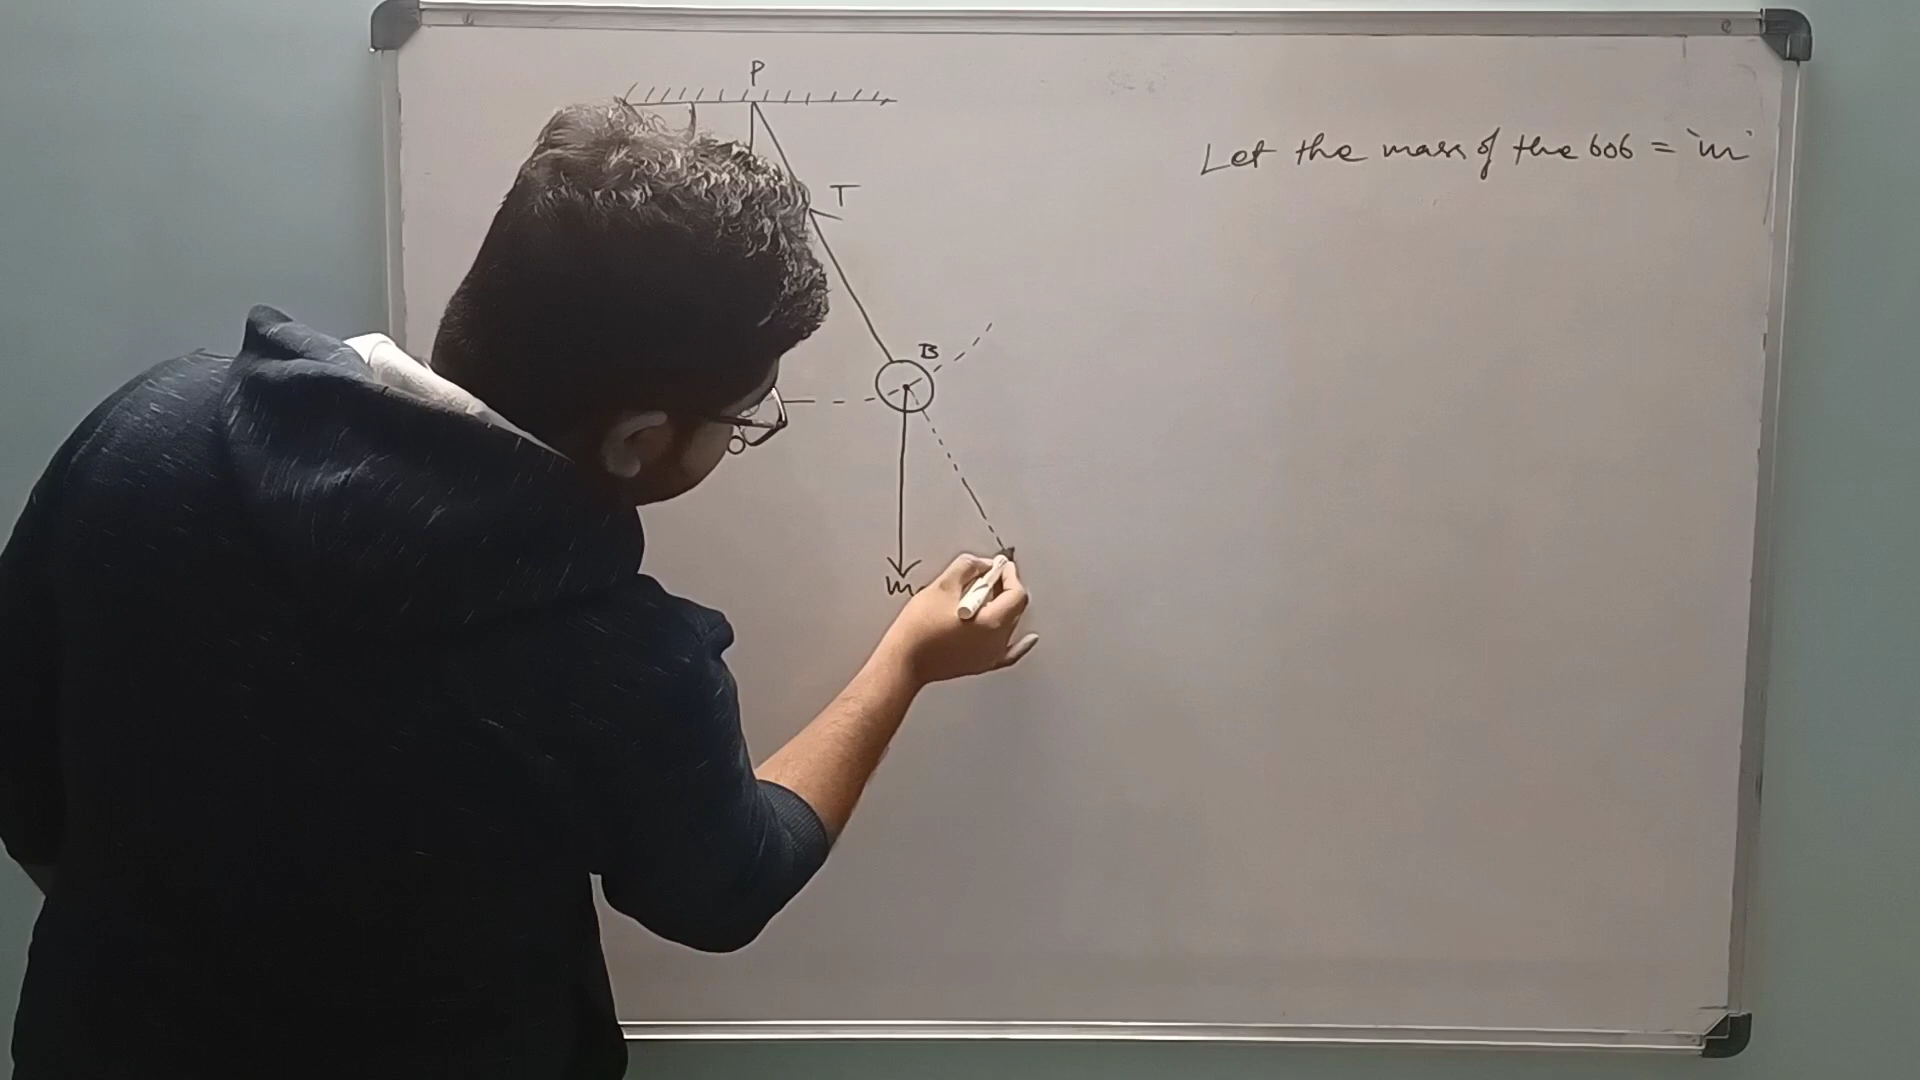 P
Let the mass of the bob = 'm'
T
B
m